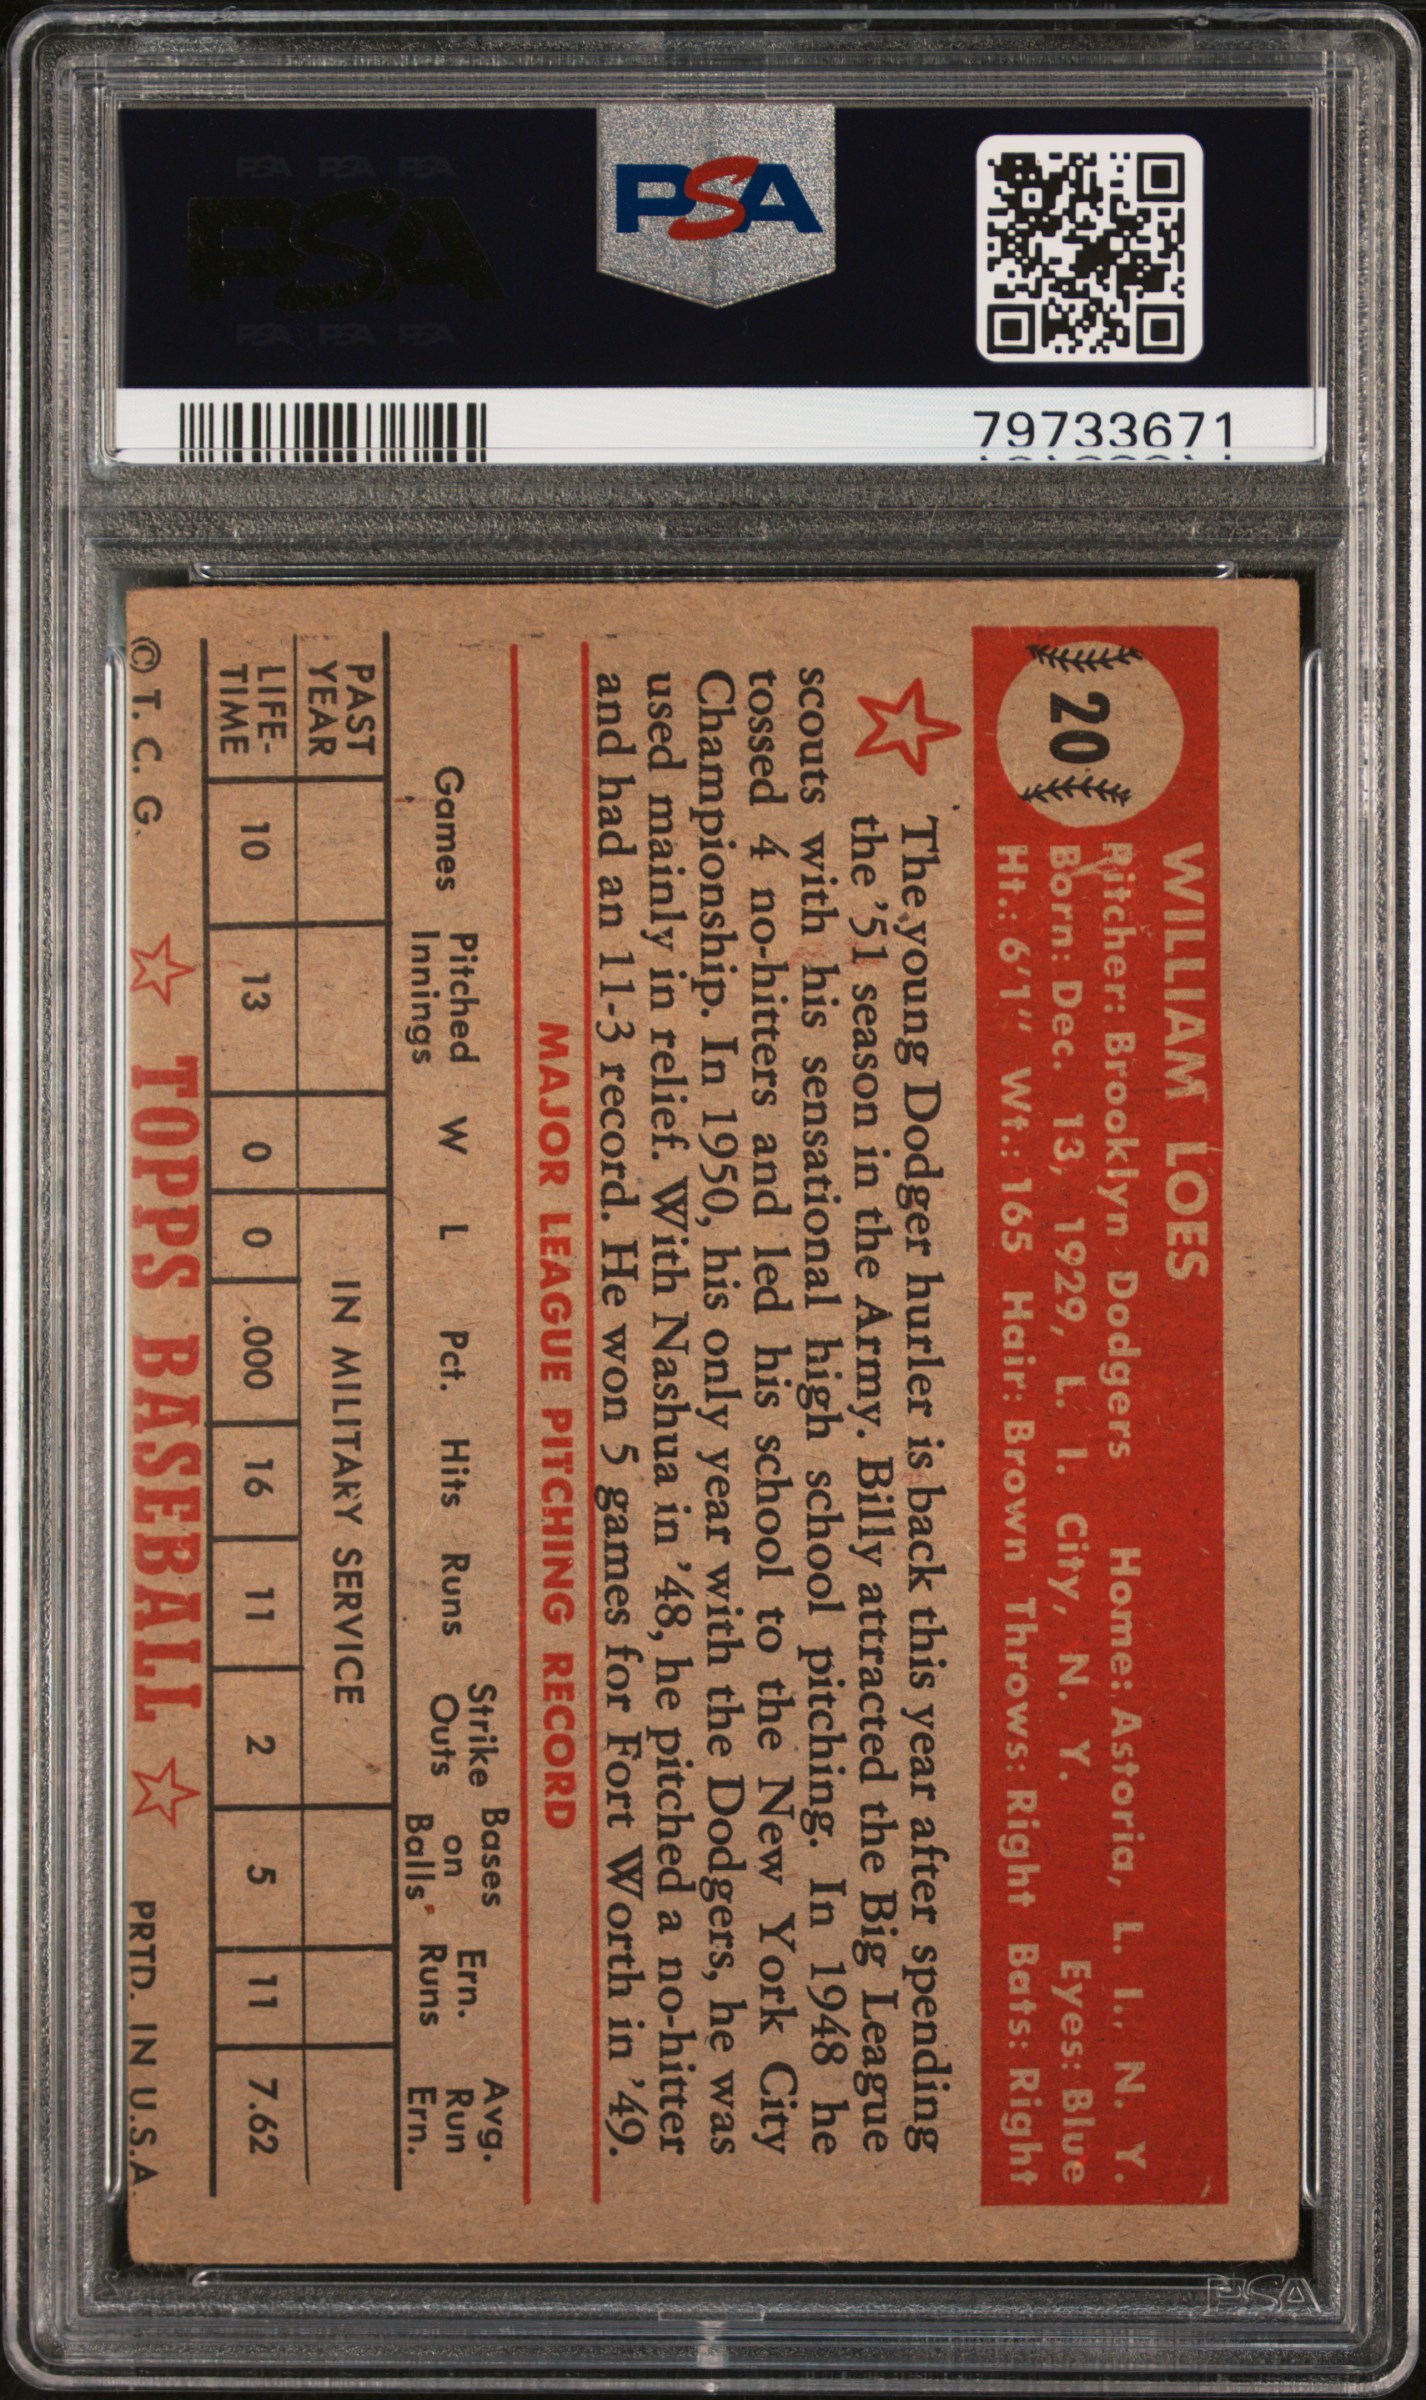 PSA PSA PSA
PSA
PSA PSA PSA
PSA
79733671
20
WILLIAM LOES
Pitcher: Brooklyn Dodgers Home: Astoria, L. I., N. Y.
Born: Dec. 13, 1929, L. I. City, N. Y. Eyes: Blue
Ht.: 6'1" Wt.: 165 Hair: Brown Throws: Right Bats: Right
The young Dodger hurler is back this year after spending
the '51 season in the Army. Billy attracted the Big League
scouts with his sensational high school pitching. In 1948 he
tossed 4 no-hitters and led his school to the New York City
Championship. In 1950, his only year with the Dodgers, he was
used mainly in relief. With Nashua in '48, he pitched a no-hitter
and had an 11-3 record. He won 5 games for Fort Worth in '49.
MAJOR LEAGUE PITCHING RECORD
Games Pitched Innings W L Pct. Hits Runs Strike Outs Bases on Balls Ern. Runs Avg. Run Ern.
PAST YEAR IN MILITARY SERVICE
LIFE-TIME 10 13 0 0 .000 16 11 2 5 11 7.62
© T. C. G. TOPPS BASEBALL PRTD. IN U.S.A.
PSA